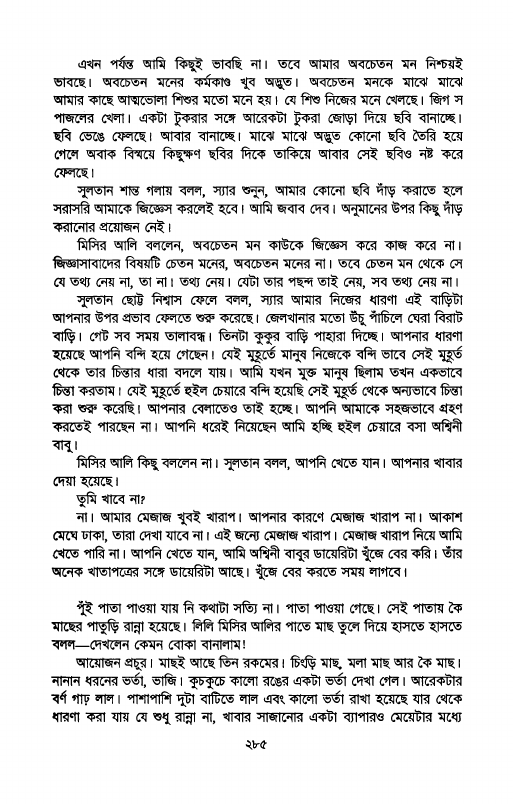 এখন পর্যন্ত আমি কিছুই ভাবছি না। তবে আমার অবচেতন মন নিশ্চয়ই
ভাবছে। অবচেতন মনের কর্মকাণ্ড খুব অদ্ভুত। অবচেতন মনকে মাঝে মাঝে
আমার কাছে আত্মভোলা শিশুর মতো মনে হয়। যে শিশু নিজের মনে খেলছে। জিগ স
পাজলের খেলা। একটা টুকরার সঙ্গে আরেকটা টুকরা জোড়া দিয়ে ছবি বানাচ্ছে।
ছবি ভেঙে ফেলছে। আবার বানাচ্ছে। মাঝে মাঝে অদ্ভুত কোনো ছবি তৈরি হয়ে
গেলে অবাক বিস্ময়ে কিছুক্ষণ ছবির দিকে তাকিয়ে আবার সেই ছবিও নষ্ট করে
ফেলছে।
সুলতান শান্ত গলায় বলল, স্যার শুনুন, আমার কোনো ছবি দাঁড় করাতে হলে
সরাসরি আমাকে জিজ্ঞেস করলেই হবে। আমি জবাব দেব। অনুমানের উপর কিছু দাঁড়
করানোর প্রয়োজন নেই।
মিসির আলি বললেন, অবচেতন মন কাউকে জিজ্ঞেস করে কাজ করে না।
জিজ্ঞাসাবাদের বিষয়টি চেতন মনের, অবচেতন মনের না। তবে চেতন মন থেকে সে
যে তথ্য নেয় না, তা না। তথ্য নেয়। যেটা তার পছন্দ তাই নেয়, সব তথ্য নেয় না।
সুলতান ছোট্ট নিশ্বাস ফেলে বলল, স্যার আমার নিজের ধারণা এই বাড়িটা
আপনার উপর প্রভাব ফেলতে শুরু করেছে। জেলখানার মতো উঁচু পাঁচিলে ঘেরা বিরাট
বাড়ি। গেট সব সময় তালাবন্ধ। তিনটা কুকুর বাড়ি পাহারা দিচ্ছে। আপনার ধারণা
হয়েছে আপনি বন্দি হয়ে গেছেন। যেই মুহূর্তে মানুষ নিজেকে বন্দি ভাবে সেই মুহূর্ত
থেকে তার চিন্তার ধারা বদলে যায়। আমি যখন মুক্ত মানুষ ছিলাম তখন একভাবে
চিন্তা করতাম। যেই মুহূর্তে হুইল চেয়ারে বন্দি হয়েছি সেই মুহূর্ত থেকে অন্যভাবে চিন্তা
করা শুরু করেছি। আপনার বেলাতেও তাই হচ্ছে। আপনি আমাকে সহজভাবে গ্রহণ
করতেই পারছেন না। আপনি ধরেই নিয়েছেন আমি হচ্ছি হুইল চেয়ারে বসা অশ্বিনী
বাবু।
মিসির আলি কিছু বললেন না। সুলতান বলল, আপনি খেতে যান। আপনার খাবার
দেয়া হয়েছে।
তুমি খাবে না?
না। আমার মেজাজ খুবই খারাপ। আপনার কারণে মেজাজ খারাপ না। আকাশ
মেঘে ঢাকা, তারা দেখা যাবে না। এই জন্যে মেজাজ খারাপ। মেজাজ খারাপ নিয়ে আমি
খেতে পারি না। আপনি খেতে যান, আমি অশ্বিনী বাবুর ডায়েরিটা খুঁজে বের করি। তাঁর
অনেক খাতাপত্রের সঙ্গে ডায়েরিটা আছে। খুঁজে বের করতে সময় লাগবে।
পুঁই পাতা পাওয়া যায় নি কথাটা সত্যি না। পাতা পাওয়া গেছে। সেই পাতায় কৈ
মাছের পাতুড়ি রান্না হয়েছে। লিলি মিসির আলির পাতে মাছ তুলে দিয়ে হাসতে হাসতে
বলল—দেখলেন কেমন বোকা বানালাম!
আয়োজন প্রচুর। মাছই আছে তিন রকমের। চিংড়ি মাছ, মলা মাছ আর কৈ মাছ।
নানান ধরনের ভর্তা, ভাজি। কুচকুচে কালো রঙের একটা ভর্তা দেখা গেল। আরেকটার
বর্ণ গাঢ় লাল। পাশাপাশি দুটা বাটিতে লাল এবং কালো ভর্তা রাখা হয়েছে যার থেকে
ধারণা করা যায় যে শুধু রান্না না, খাবার সাজানোর একটা ব্যাপারও মেয়েটার মধ্যে
২৮৫